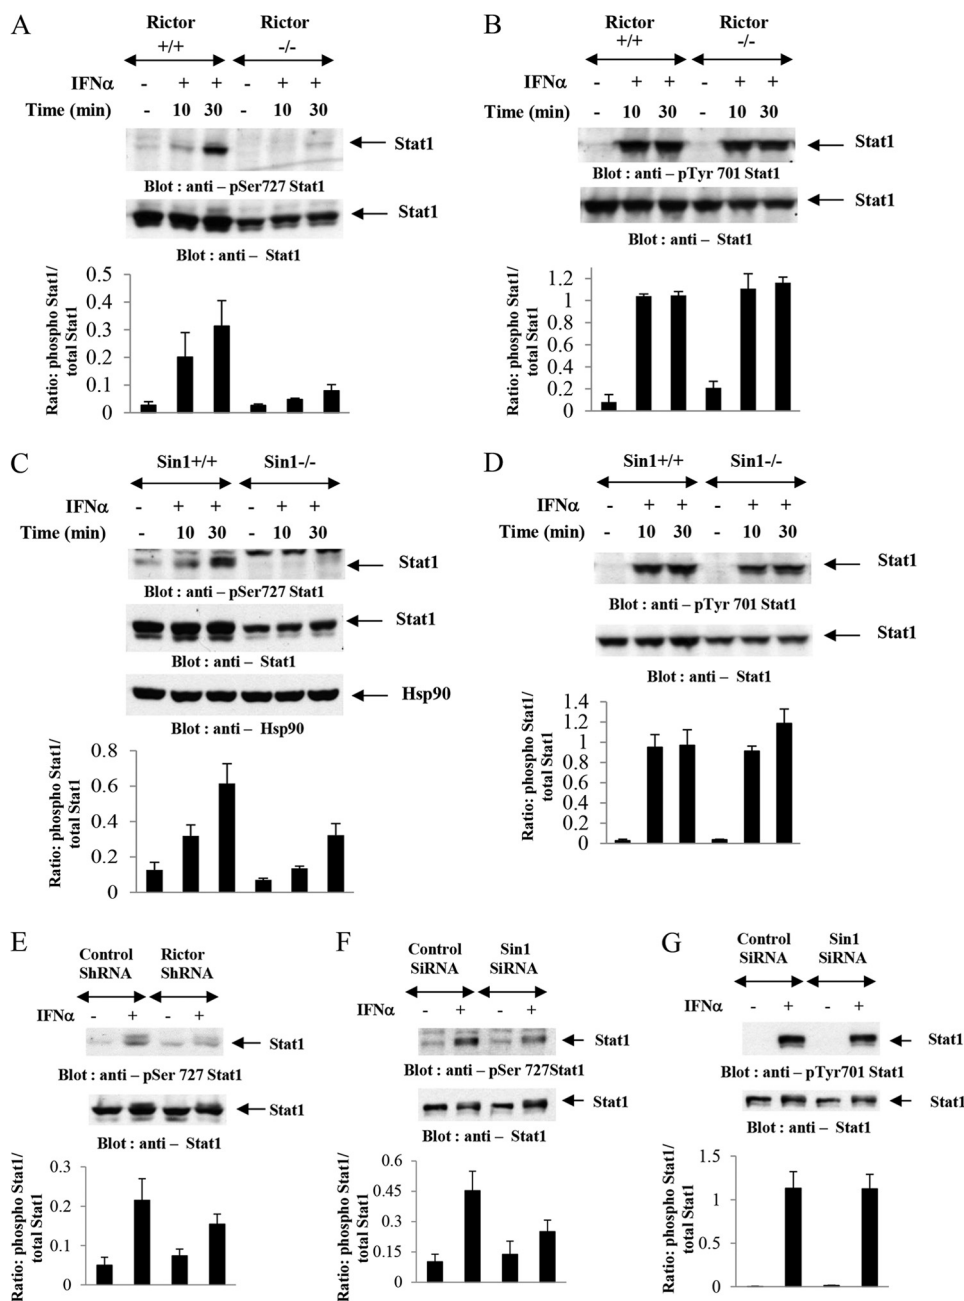 A
Rictor
+/+ -/-
IFNα - + + - + +
Time (min) - 10 30 - 10 30
Stat1
Blot : anti – pSer727 Stat1
Stat1
Blot : anti – Stat1
Ratio: phospho Stat1/
total Stat1
0.5
0.4
0.3
0.2
0.1
0
B
Rictor Rictor
+/+ -/-
IFNα - + + - + +
Time (min) - 10 30 - 10 30
Stat1
Blot : anti – pTyr 701 Stat1
Stat1
Blot : anti – Stat1
Ratio: phospho Stat1/
total Stat1
1.2
1
0.8
0.6
0.4
0.2
0
C
Sin1+/+ Sin1-/-
IFNα - + + - + +
Time (min) - 10 30 - 10 30
Stat1
Blot : anti – pSer727 Stat1
Stat1
Blot : anti – Stat1
Hsp90
Blot : anti – Hsp90
Ratio: phospho Stat1/
total Stat1
0.8
0.6
0.4
0.2
0
D
Sin1+/+ Sin1-/-
IFNα - + + - + +
Time (min) - 10 30 - 10 30
Stat1
Blot : anti – pTyr 701 Stat1
Stat1
Blot : anti – Stat1
Ratio: phospho Stat1/
total Stat1
1.4
1.2
1
0.8
0.6
0.4
0.2
0
E
Control Rictor
ShRNA ShRNA
IFNα - + - +
Stat1
Blot : anti – pSer 727 Stat1
Stat1
Blot : anti – Stat1
Ratio: phospho Stat1/
total Stat1
0.3
0.2
0.1
0
F
Control Sin1
SiRNA SiRNA
IFNα - + - +
Stat1
Blot : anti – pSer 727Stat1
Stat1
Blot : anti – Stat1
Ratio: phospho Stat1/
total Stat1
0.6
0.45
0.3
0.15
0
G
Control Sin1
SiRNA SiRNA
IFNα - + - +
Stat1
Blot : anti – pTyr701 Stat1
Stat1
Blot : anti – Stat1
Ratio: phospho Stat1/
total Stat1
1.5
1
0.5
0